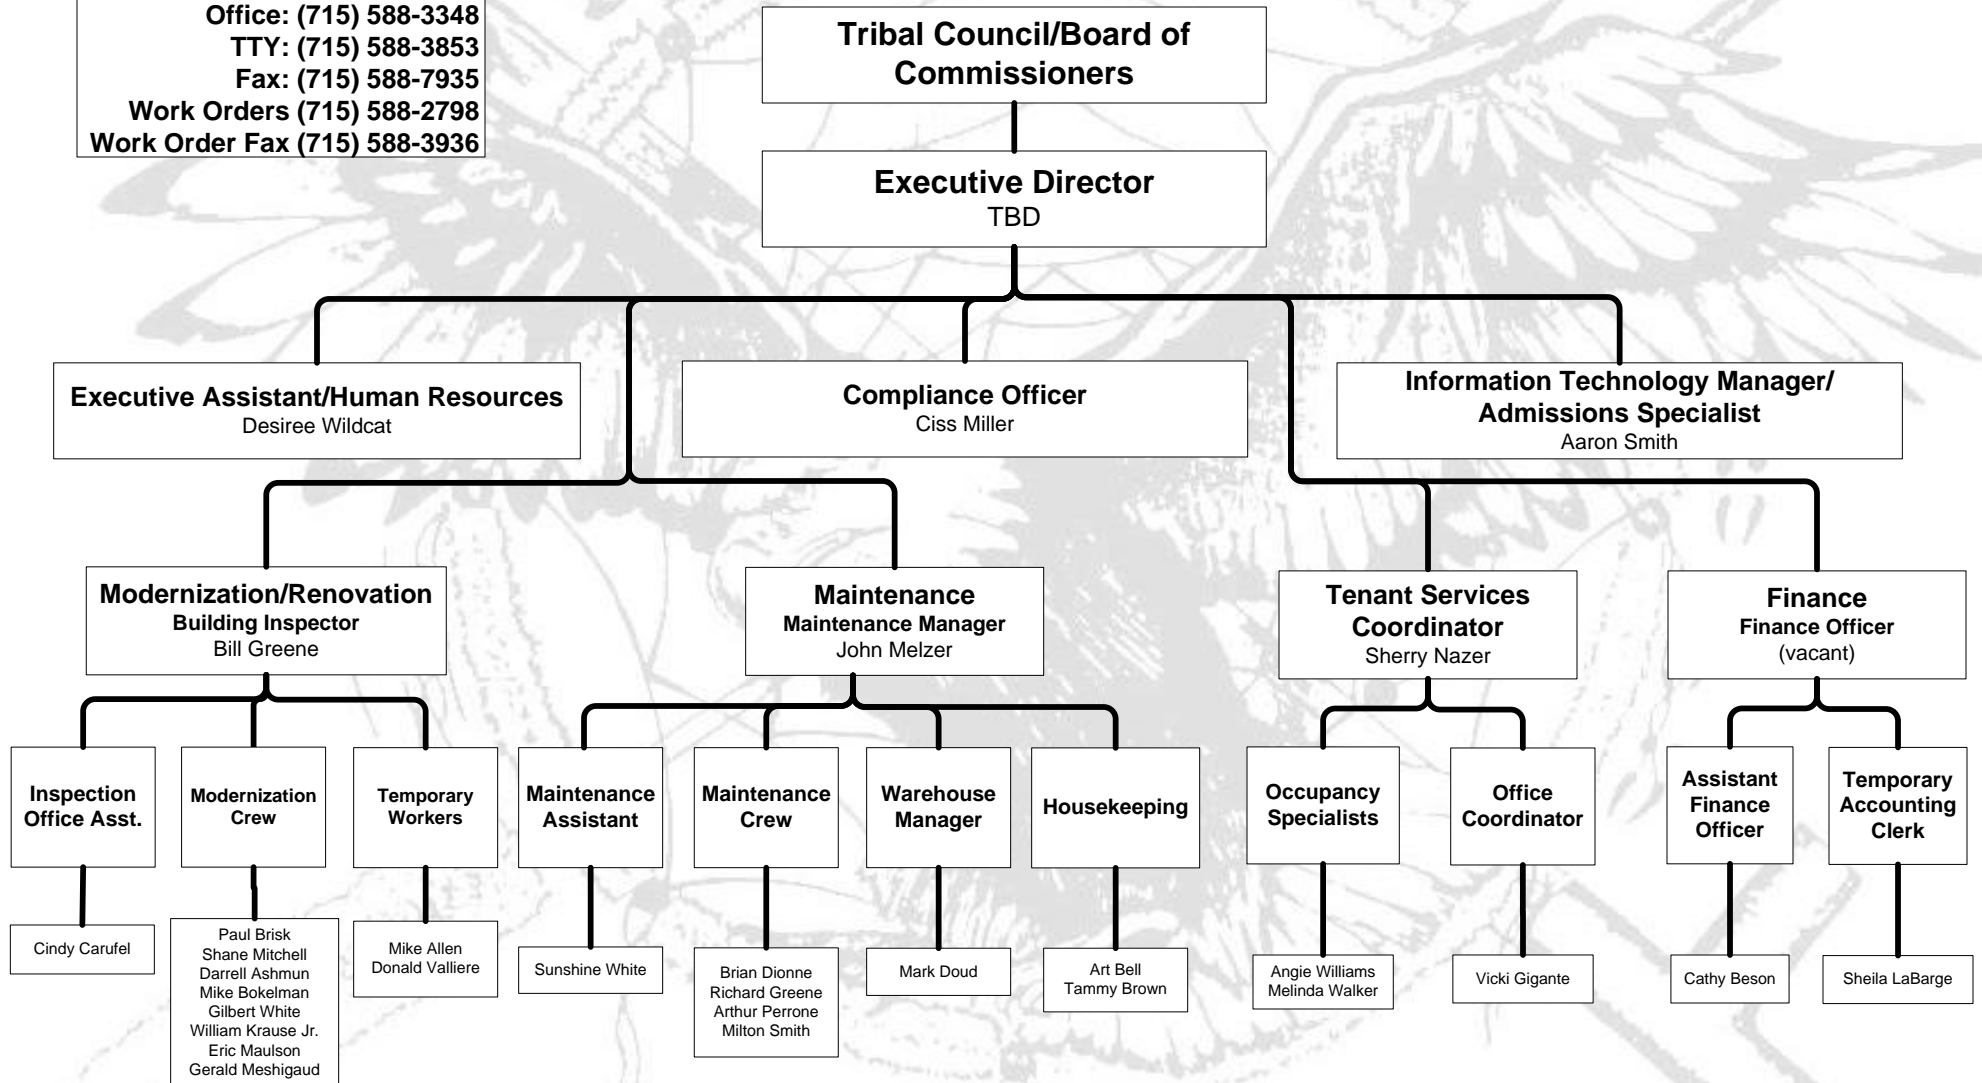 Office: (715) 588-3348
TTY: (715) 588-3853
Fax: (715) 588-7935
Work Orders (715) 588-2798
Work Order Fax (715) 588-3936
Tribal Council/Board of
Commissioners
Executive Director
TBD
Executive Assistant/Human Resources
Desiree Wildcat
Compliance Officer
Ciss Miller
Information Technology Manager/
Admissions Specialist
Aaron Smith
Modernization/Renovation
Building Inspector
Bill Greene
Maintenance
Maintenance Manager
John Melzer
Tenant Services
Coordinator
Sherry Nazer
Finance
Finance Officer
(vacant)
Inspection
Office Asst.
Modernization
Crew
Temporary
Workers
Maintenance
Assistant
Maintenance
Crew
Warehouse
Manager
Housekeeping
Occupancy
Specialists
Office
Coordinator
Assistant
Finance
Officer
Temporary
Accounting
Clerk
Cindy Carufel
Paul Brisk
Shane Mitchell
Darrell Ashmun
Mike Bokelman
Gilbert White
William Krause Jr.
Eric Maulson
Gerald Meshigaud
Mike Allen
Donald Valliere
Sunshine White
Brian Dionne
Richard Greene
Arthur Perrone
Milton Smith
Mark Doud
Art Bell
Tammy Brown
Angie Williams
Melinda Walker
Vicki Gigante
Cathy Beson
Sheila LaBarge